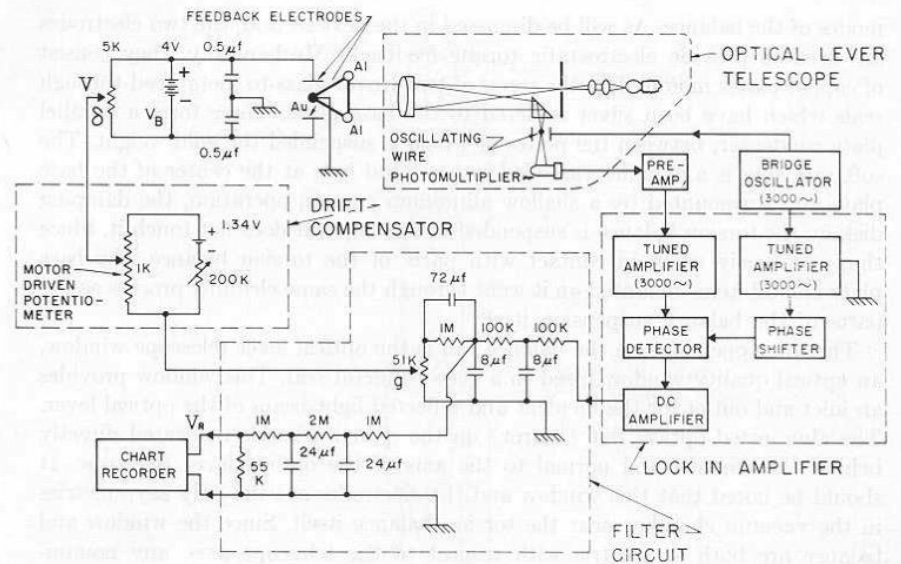 FEEDBACK ELECTRODES
5K
4V
0.5μf
OPTICAL LEVER
TELESCOPE
∞
V_B
Au
Al
0.5μf
OSCILLATING
WIRE
PHOTOMULTIPLIER
PRE-
AMP.
BRIDGE
OSCILLATOR
(3000~)
DRIFT-
COMPENSATOR
1.34V
1K
200K
MOTOR
DRIVEN
POTENTIO-
METER
TUNED
AMPLIFIER
(3000~)
TUNED
AMPLIFIER
(3000~)
72μf
1M
100K
100K
PHASE
DETECTOR
PHASE
SHIFTER
51K
g
8μf
8μf
DC
AMPLIFIER
V_R
1M
2M
1M
LOCK IN AMPLIFIER
CHART
RECORDER
55
K
24μf
24μf
FILTER
CIRCUIT